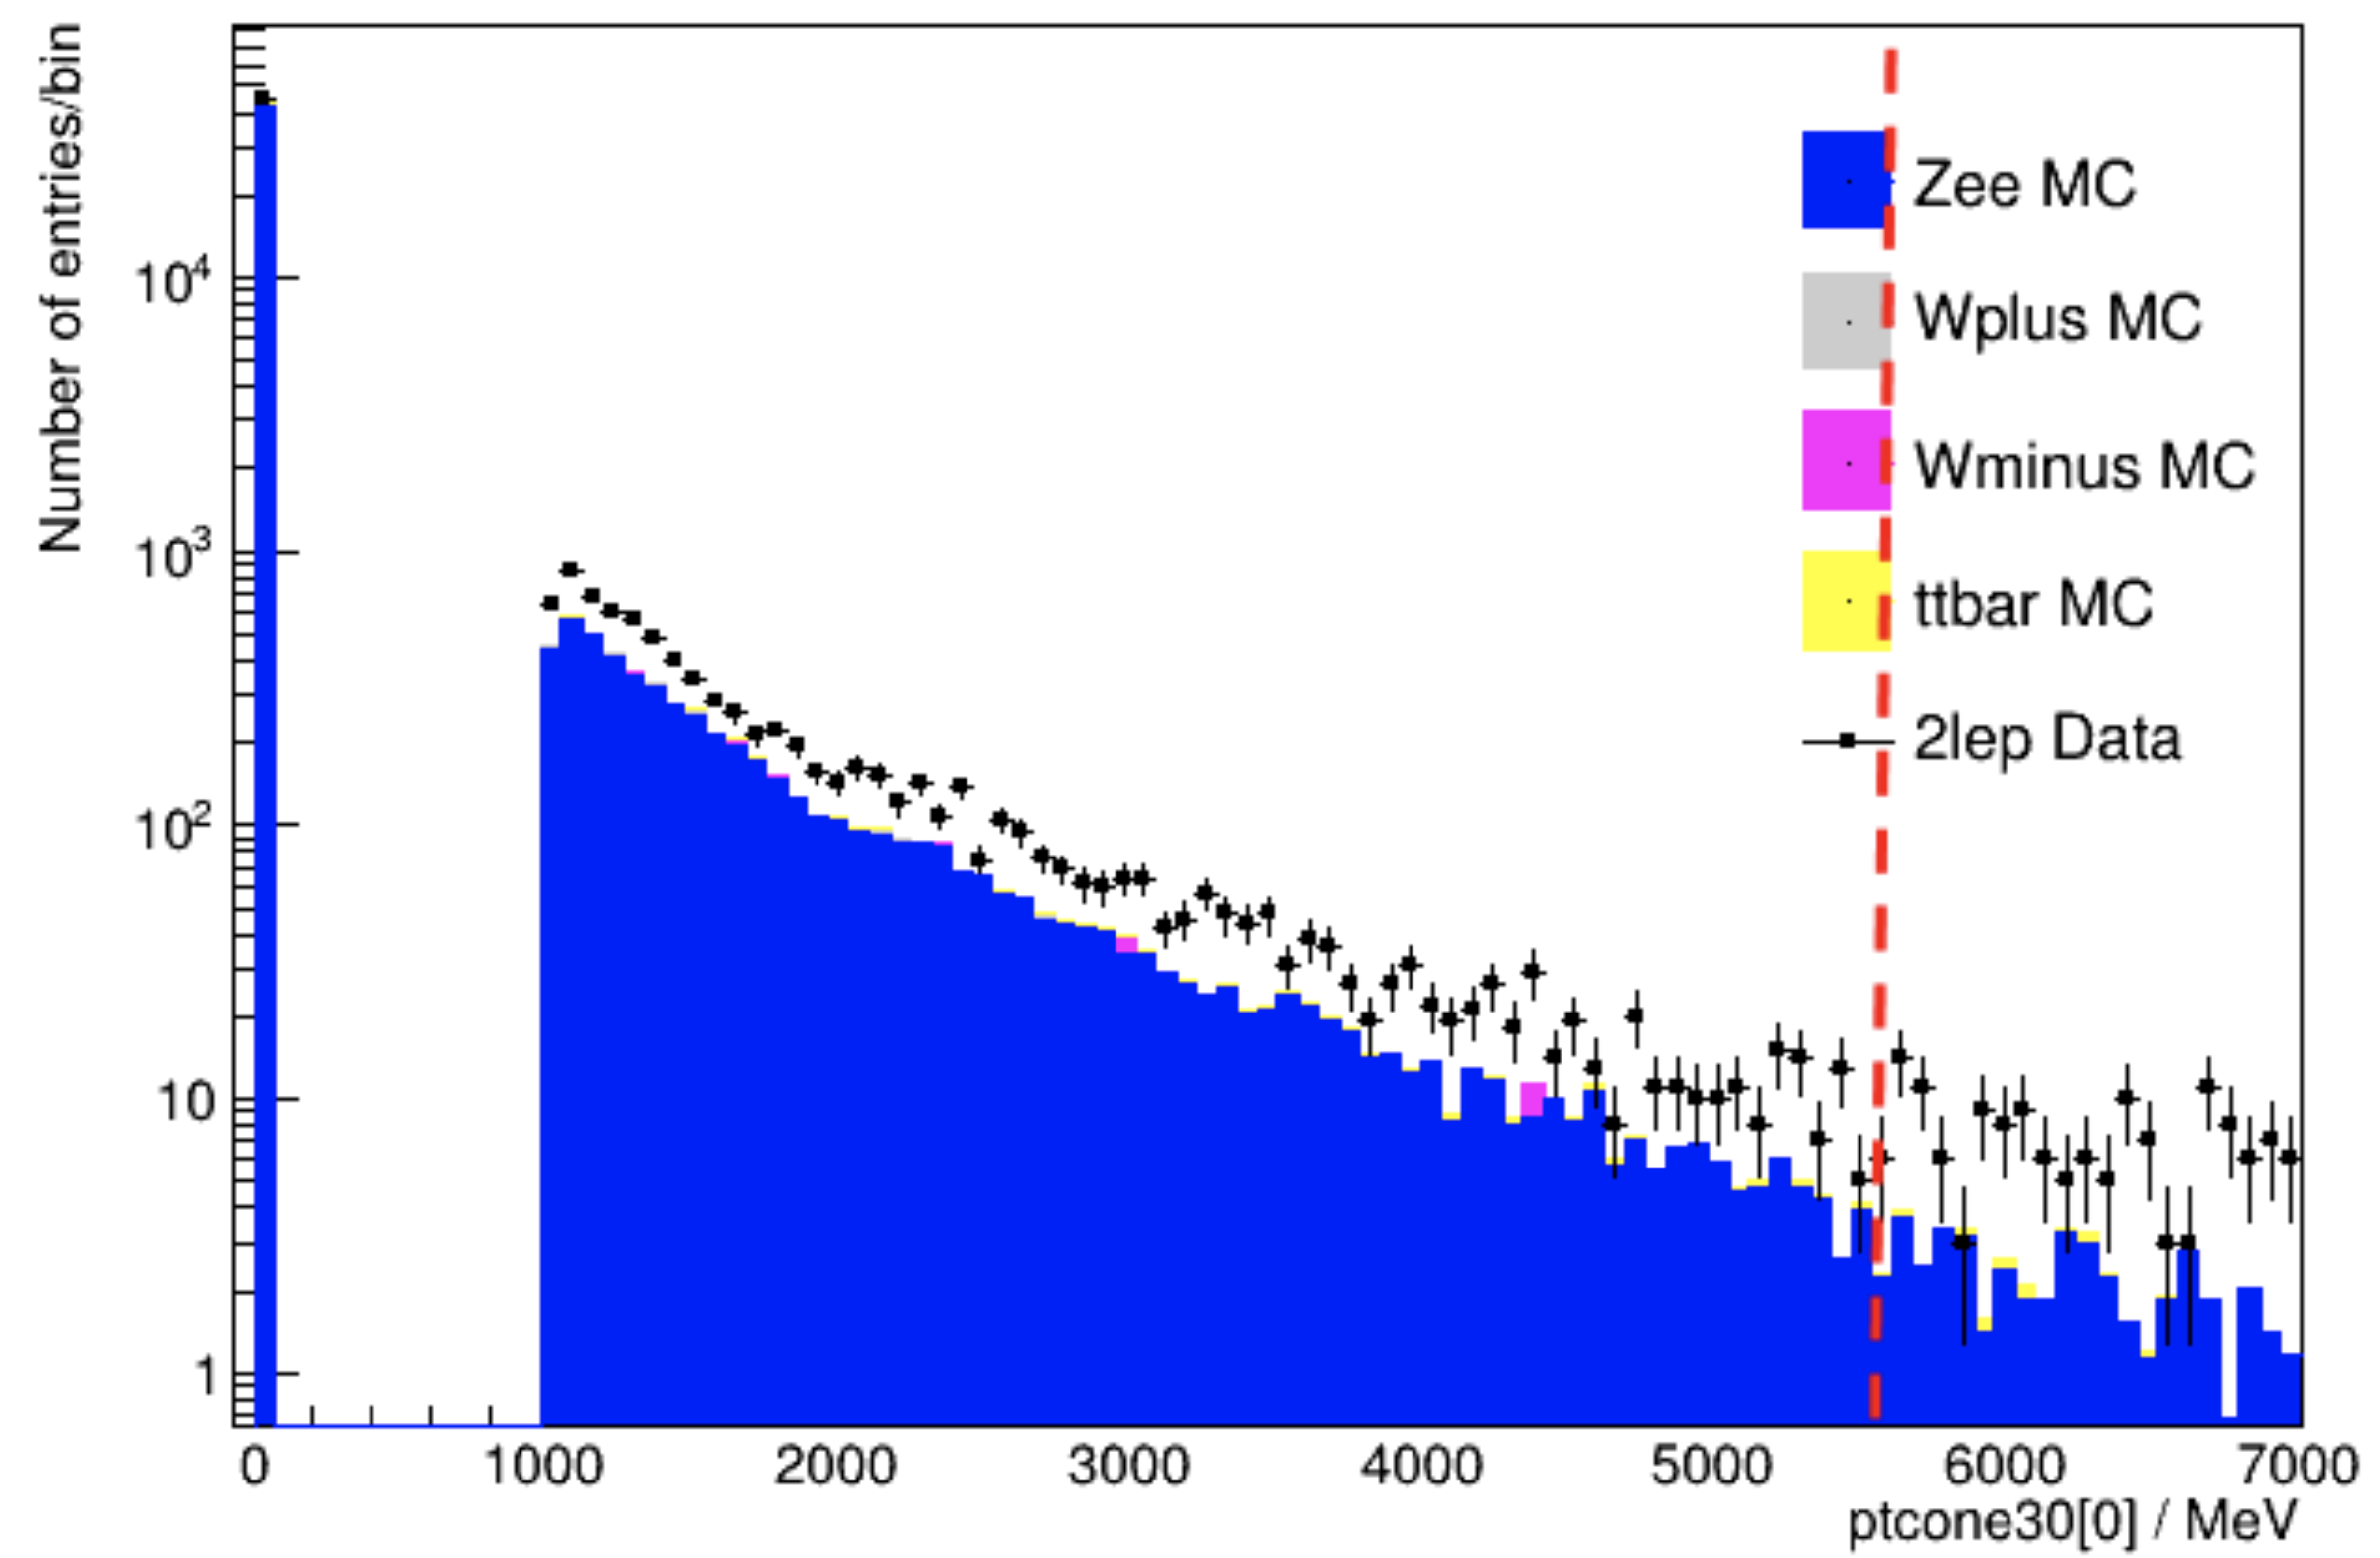 Number of entries/bin
10⁴
10³
10²
10
1
Zee MC
Wplus MC
Wminus MC
ttbar MC
2lep Data
0 1000 2000 3000 4000 5000 6000 7000
ptcone30[0] / MeV